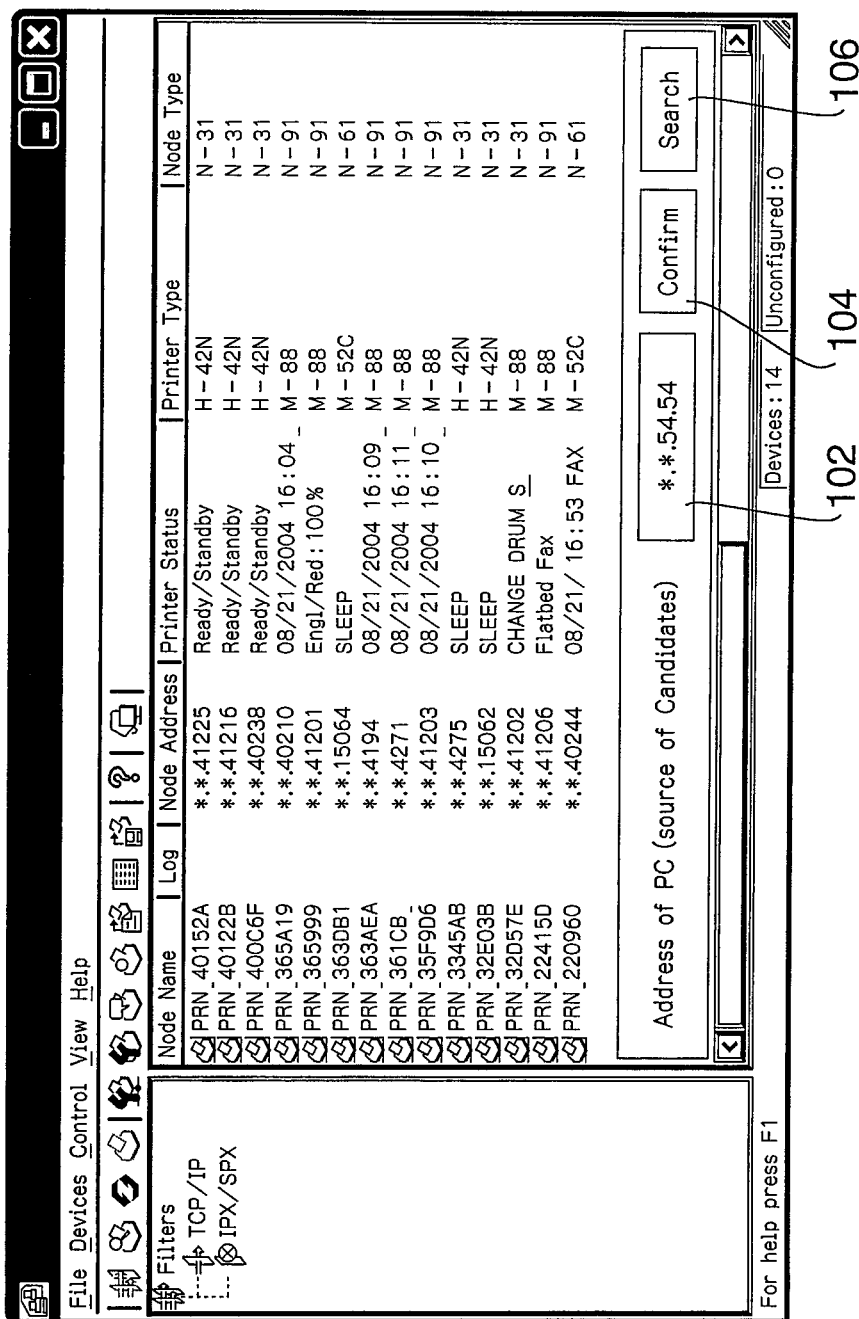 File Devices Control View Help
Filters
TCP/IP
IPX/SPX
Node Name Log Node Address Printer Status Printer Type Node Type
PRN_40152A *.*.41225 Ready/Standby H-42N N-31
PRN_40122B *.*.41216 Ready/Standby H-42N N-31
PRN_400C6F *.*.40238 Ready/Standby H-42N N-31
PRN_365A19 *.*.40210 08/21/2004 16:04_ M-88 N-91
PRN_365999 *.*.41201 Engl/Red:100% M-88 N-91
PRN_363DB1 *.*.15064 SLEEP M-52C N-61
PRN_363AEA *.*.4194 08/21/2004 16:09_ M-88 N-91
PRN_361CB_ *.*.4271 08/21/2004 16:11_ M-88 N-91
PRN_35F9D6 *.*.41203 08/21/2004 16:10_ M-88 N-91
PRN_3345AB *.*.4275 SLEEP H-42N N-31
PRN_32E03B *.*.15062 SLEEP H-42N N-31
PRN_32D57E *.*.41202 CHANGE DRUM S_ M-88 N-31
PRN_22415D *.*.41206 Flatbed Fax M-88 N-91
PRN_220960 *.*.40244 08/21/ 16:53 FAX M-52C N-61
Address of PC (source of Candidates) *.*.54.54 Confirm Search
For help press F1 Devices:14 Unconfigured:0
102 104 106